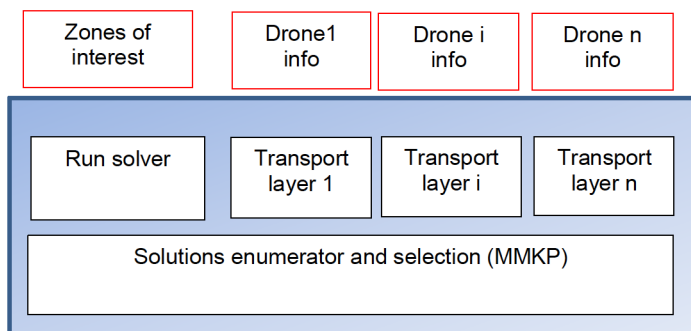 Zones of
interest
Drone1
info
Drone i
info
Drone n
info
Run solver
Transport
layer 1
Transport
layer i
Transport
layer n
Solutions enumerator and selection (MMKP)